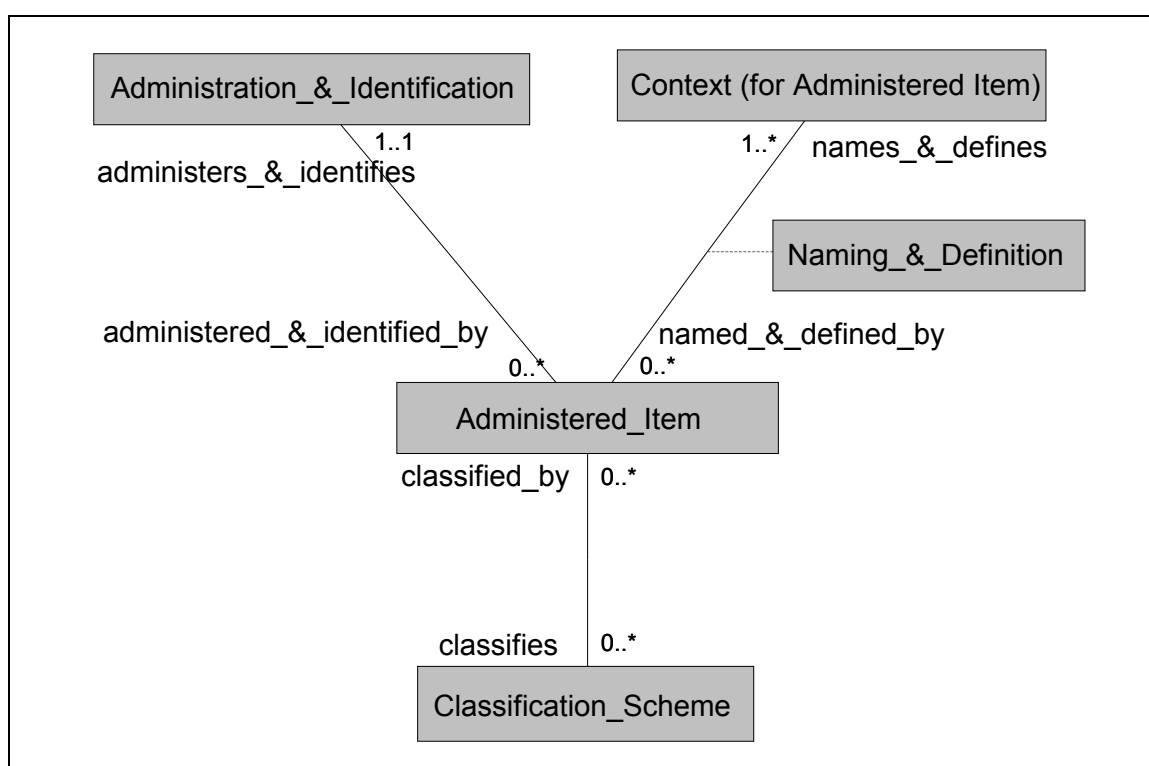 Administration_&_Identification
Context (for Administered Item)
1..1
1..*
names_&_defines
administers_&_identifies
Naming_&_Definition
administered_&_identified_by
named_&_defined_by
0..*
0..*
Administered_Item
classified_by
0..*
classifies
0..*
Classification_Scheme